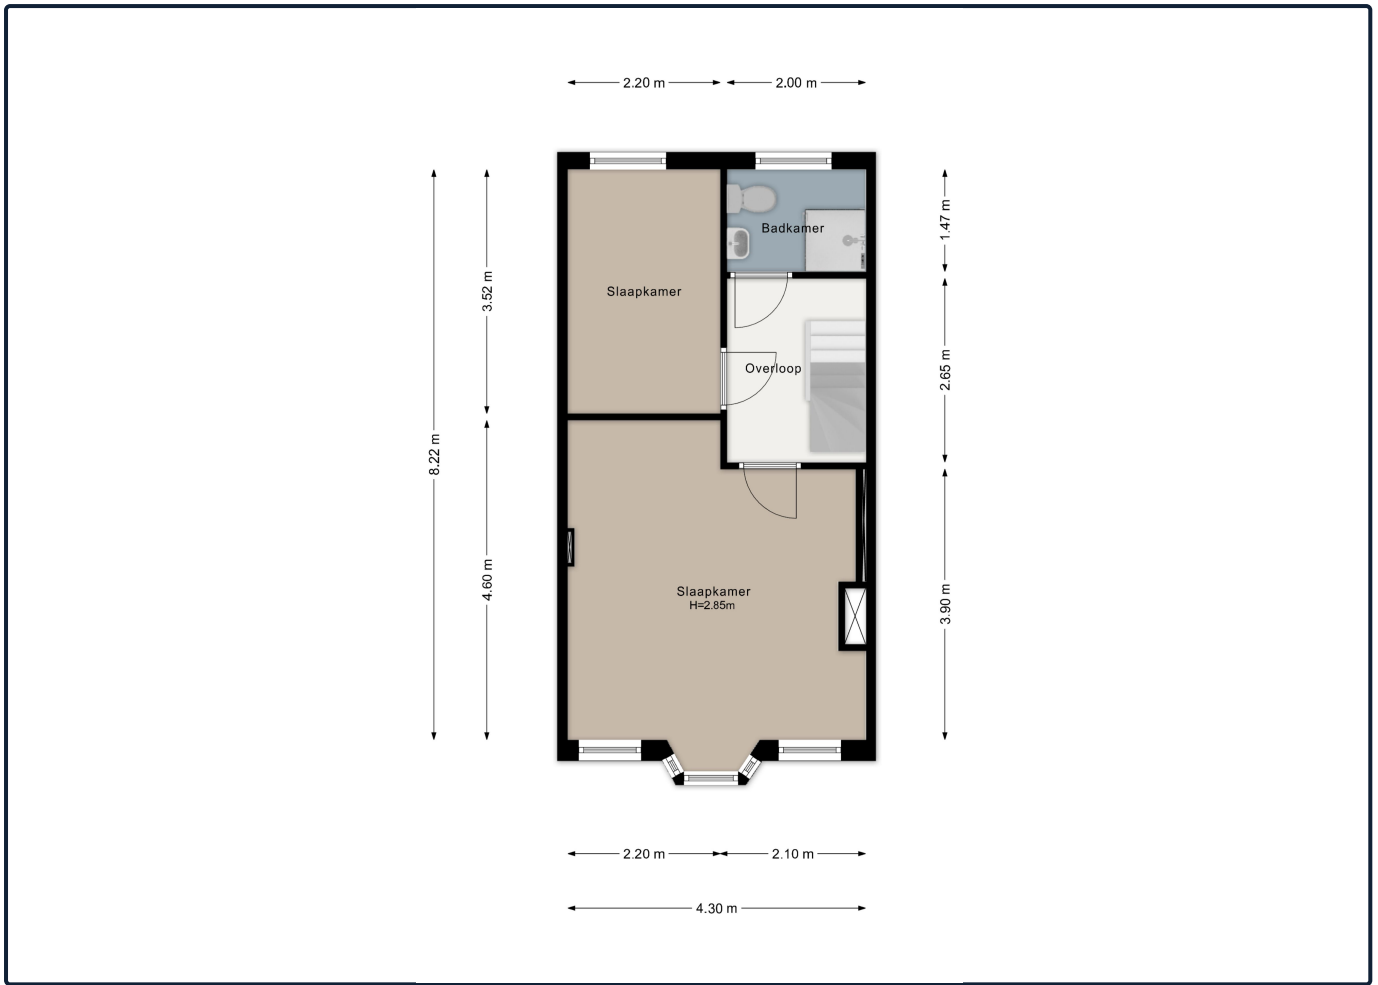 2.20 m
2.00 m
Badkamer
1.47 m
3.52 m
Slaapkamer
Overloop
2.65 m
8.22 m
4.60 m
Slaapkamer
H=2.85m
3.90 m
2.20 m
2.10 m
4.30 m